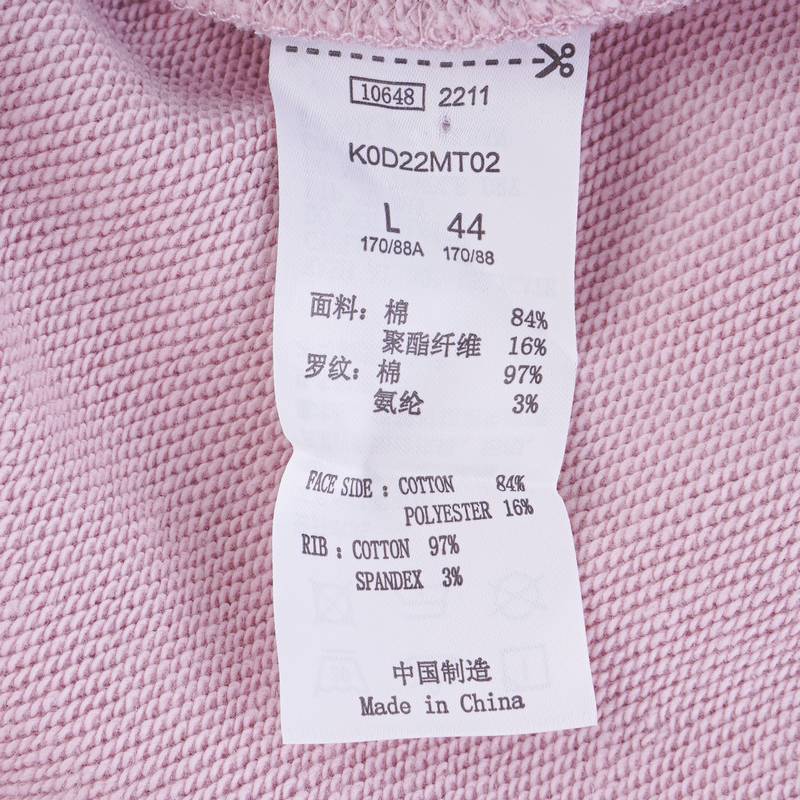 10648 2211
K0D22MT02
L 44
170/88A 170/88
面料: 棉 84%
聚酯纤维 16%
罗纹: 棉 97%
氨纶 3%
FACE SIDE : COTTON 84%
POLYESTER 16%
RIB : COTTON 97%
SPANDEX 3%
中国制造
Made in China